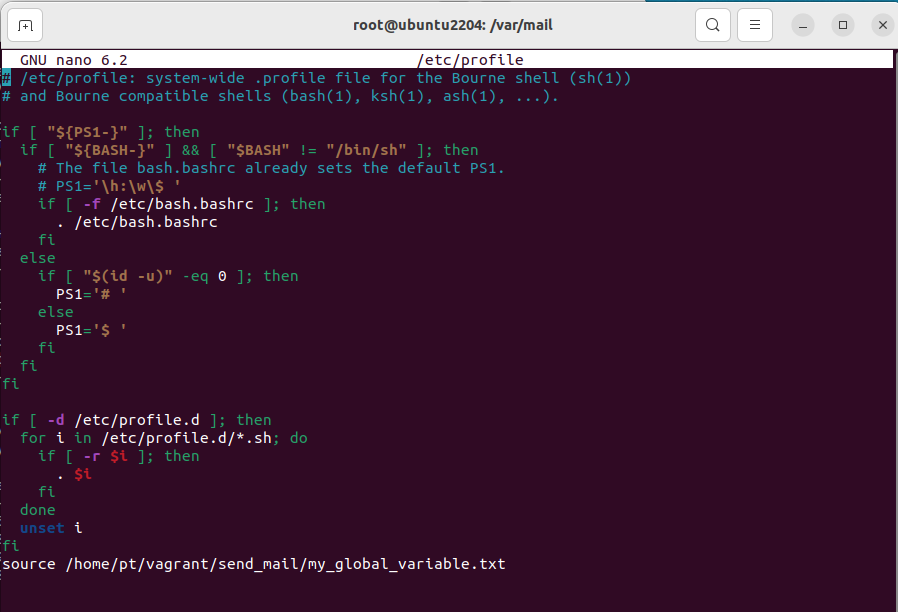 root@ubuntu2204: /var/mail
GNU nano 6.2 /etc/profile
# /etc/profile: system-wide .profile file for the Bourne shell (sh(1))
# and Bourne compatible shells (bash(1), ksh(1), ash(1), ...).
if [ "${PS1-}" ]; then
if [ "${BASH-}" ] && [ "$BASH" != "/bin/sh" ]; then
# The file bash.bashrc already sets the default PS1.
# PS1='\h:\w\$ '
if [ -f /etc/bash.bashrc ]; then
. /etc/bash.bashrc
fi
else
if [ "$(id -u)" -eq 0 ]; then
PS1='# '
else
PS1='$ '
fi
fi
fi
if [ -d /etc/profile.d ]; then
for i in /etc/profile.d/*.sh; do
if [ -r $i ]; then
. $i
fi
done
unset i
fi
source /home/pt/vagrant/send_mail/my_global_variable.txt